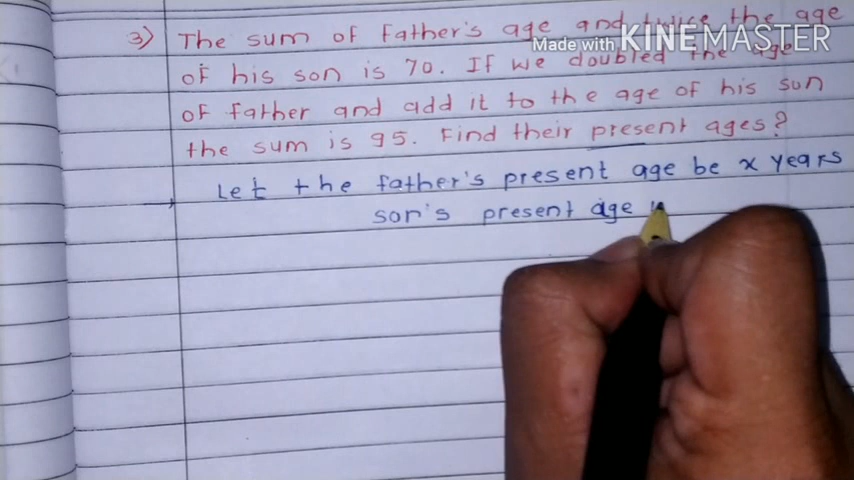 3) The sum of Father's age and twice the age
Made with KINEMASTER
of his son is 70. If we doubled the age
of father and add it to the age of his son
the sum is 95. Find their present ages?
Let the father's present age be x years
son's present age